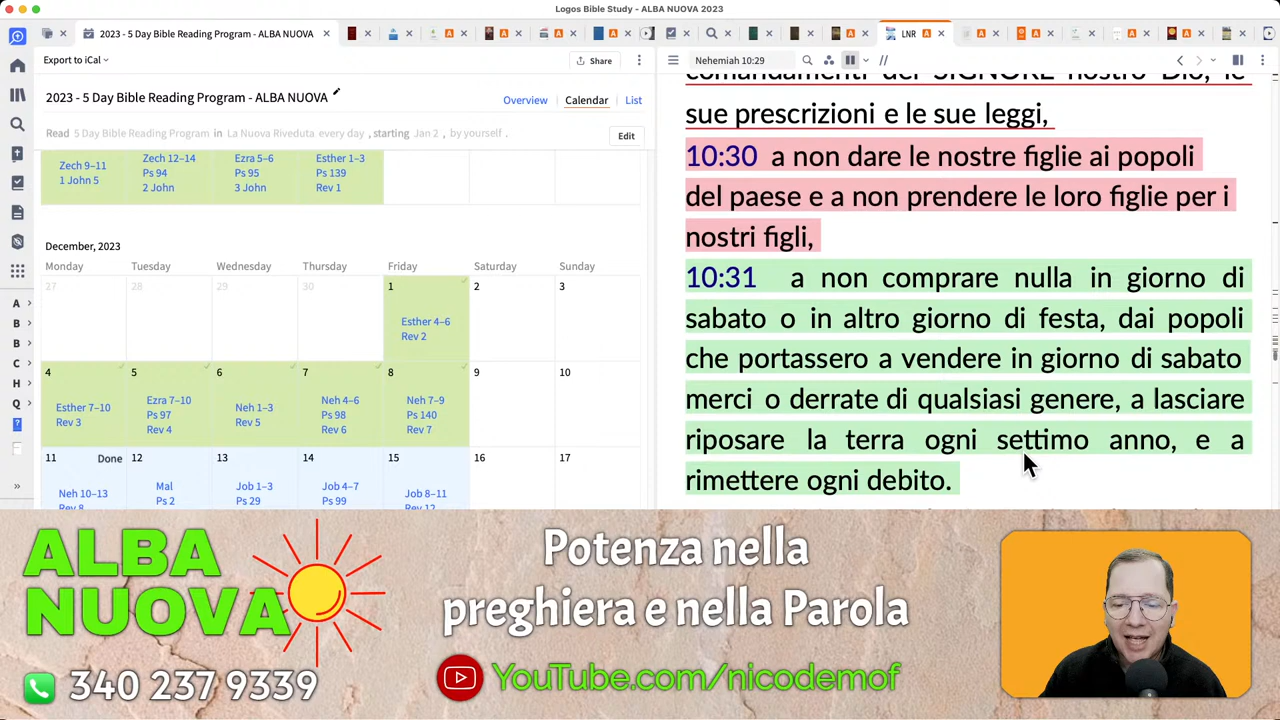 Logos Bible Study - ALBA NUOVA 2023
2023 - 5 Day Bible Reading Program - ALBA NUOVA
LNR
Export to iCal
Share
Nehemiah 10:29
2023 - 5 Day Bible Reading Program - ALBA NUOVA
Overview
Calendar
List
Read 5 Day Bible Reading Program in La Nuova Riveduta every day , starting Jan 2 , by yourself .
Edit
Zech 9–11
1 John 5
Zech 12–14
Ps 94
2 John
Ezra 5–6
Ps 95
3 John
Esther 1–3
Ps 139
Rev 1
December, 2023
Monday Tuesday Wednesday Thursday Friday Saturday Sunday
27 28 29 30 1 2 3
Esther 4–6
Rev 2
4 5 6 7 8 9 10
Esther 7–10
Rev 3
Ezra 7–10
Ps 97
Rev 4
Neh 1–3
Rev 5
Neh 4–6
Ps 98
Rev 6
Neh 7–9
Ps 140
Rev 7
11 Done 12 13 14 15 16 17
Neh 10–13
Rev 8
Mal
Ps 2
Job 1–3
Ps 29
Job 4–7
Ps 99
Job 8–11
Rev 12
A
B
B
C
H
Q
comandamenti del SIGNORE nostro Dio, le
sue prescrizioni e le sue leggi,
10:30 a non dare le nostre figlie ai popoli
del paese e a non prendere le loro figlie per i
nostri figli,
10:31 a non comprare nulla in giorno di
sabato o in altro giorno di festa, dai popoli
che portassero a vendere in giorno di sabato
merci o derrate di qualsiasi genere, a lasciare
riposare la terra ogni settimo anno, e a
rimettere ogni debito.
ALBA
NUOVA
340 237 9339
Potenza nella
preghiera e nella Parola
YouTube.com/nicodemof